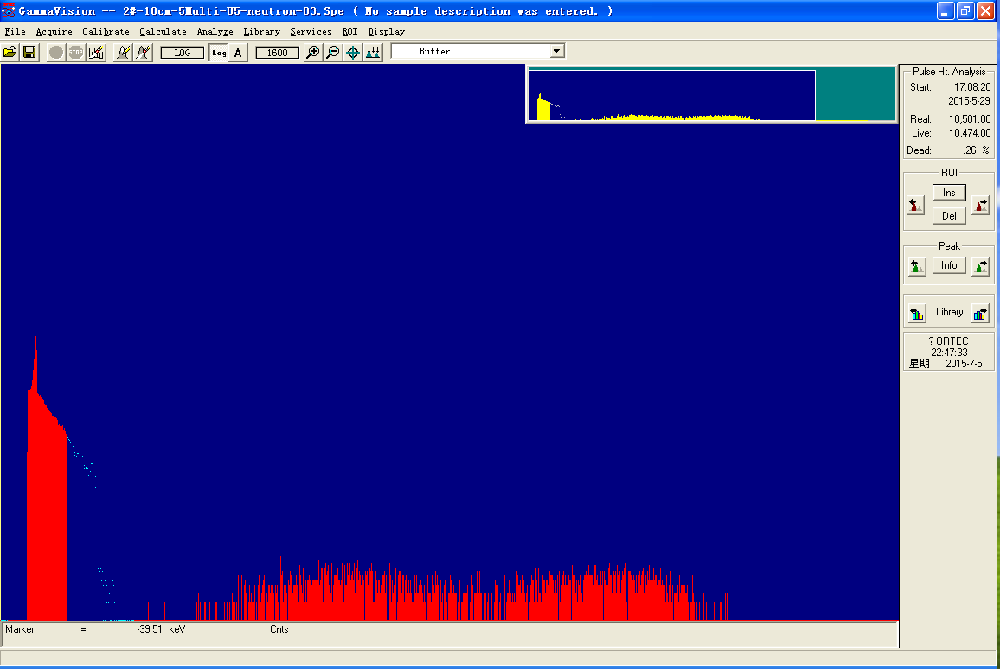 GammaVision -- 2#-10cm-5Multi-U5-neutron-03.Spe ( No sample description was entered. )
File Acquire Calibrate Calculate Analyze Library Services ROI Display
STOP LOG Log A 1600 Buffer
Pulse Ht. Analysis
Start: 17:08:20
2015-5-29
Real: 10,501.00
Live: 10,474.00
Dead: .26 %
ROI
Ins
Del
Peak
Info
Library
? ORTEC
22:47:33
星期 2015-7-5
Marker: = -39.51 keV Cnts